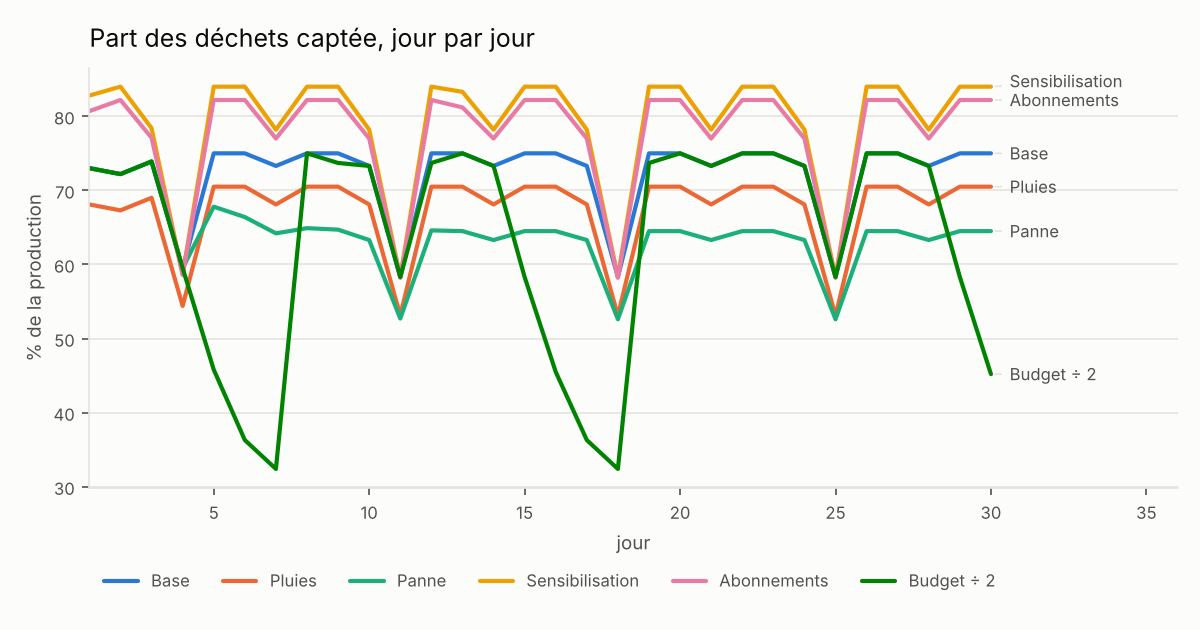 Part des déchets captée, jour par jour
% de la production
80
70
60
50
40
30
5 10 15 20 25 30 35
jour
Sensibilisation
Abonnements
Base
Pluies
Panne
Budget ÷ 2
Base Pluies Panne Sensibilisation Abonnements Budget ÷ 2